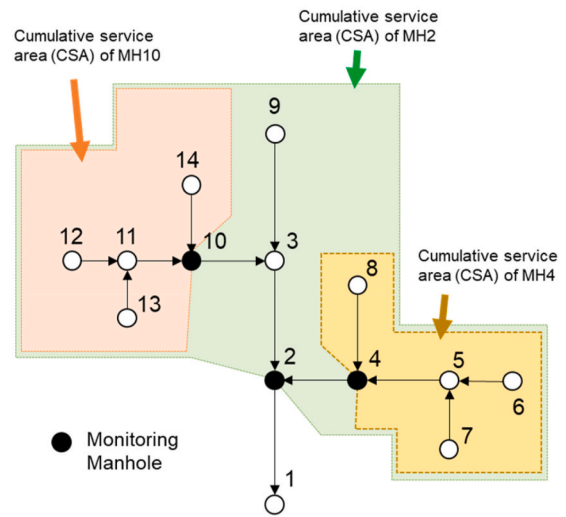 Cumulative service
area (CSA) of MH10
Cumulative service
area (CSA) of MH2
9
14
12
11
10
3
13
Cumulative service
area (CSA) of MH4
8
2
4
5
6
7
Monitoring
Manhole
1